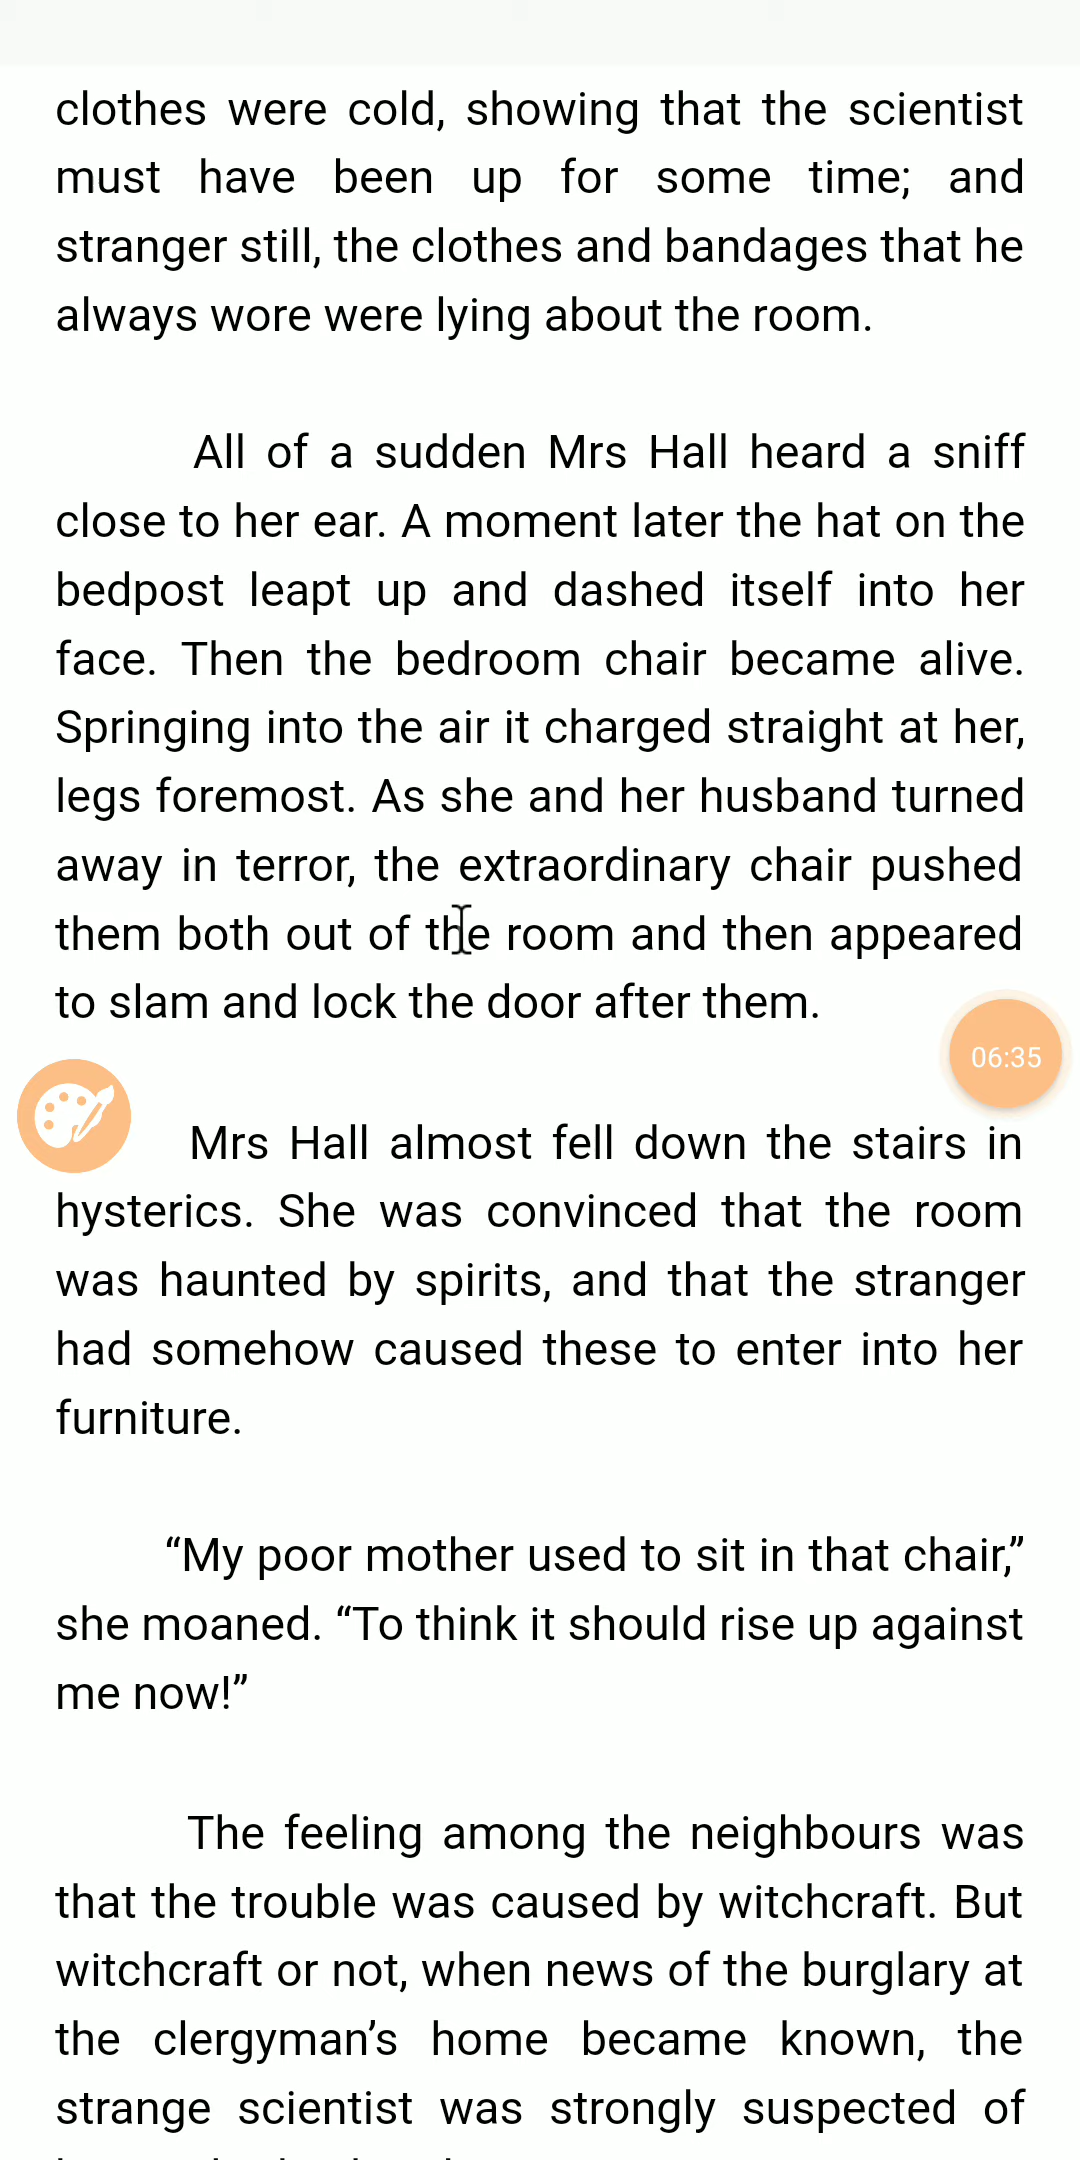 clothes were cold, showing that the scientist
must have been up for some time; and
stranger still, the clothes and bandages that he
always wore were lying about the room.
All of a sudden Mrs Hall heard a sniff
close to her ear. A moment later the hat on the
bedpost leapt up and dashed itself into her
face. Then the bedroom chair became alive.
Springing into the air it charged straight at her,
legs foremost. As she and her husband turned
away in terror, the extraordinary chair pushed
them both out of the room and then appeared
to slam and lock the door after them.
06:35
Mrs Hall almost fell down the stairs in
hysterics. She was convinced that the room
was haunted by spirits, and that the stranger
had somehow caused these to enter into her
furniture.
“My poor mother used to sit in that chair,”
she moaned. “To think it should rise up against
me now!”
The feeling among the neighbours was
that the trouble was caused by witchcraft. But
witchcraft or not, when news of the burglary at
the clergyman’s home became known, the
strange scientist was strongly suspected of